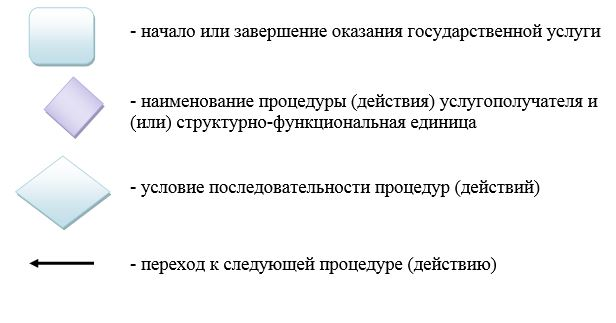 - начало или завершение оказания государственной услуги
- наименование процедуры (действия) услугополучателя и
(или) структурно-функциональная единица
- условие последовательности процедур (действий)
- переход к следующей процедуре (действию)